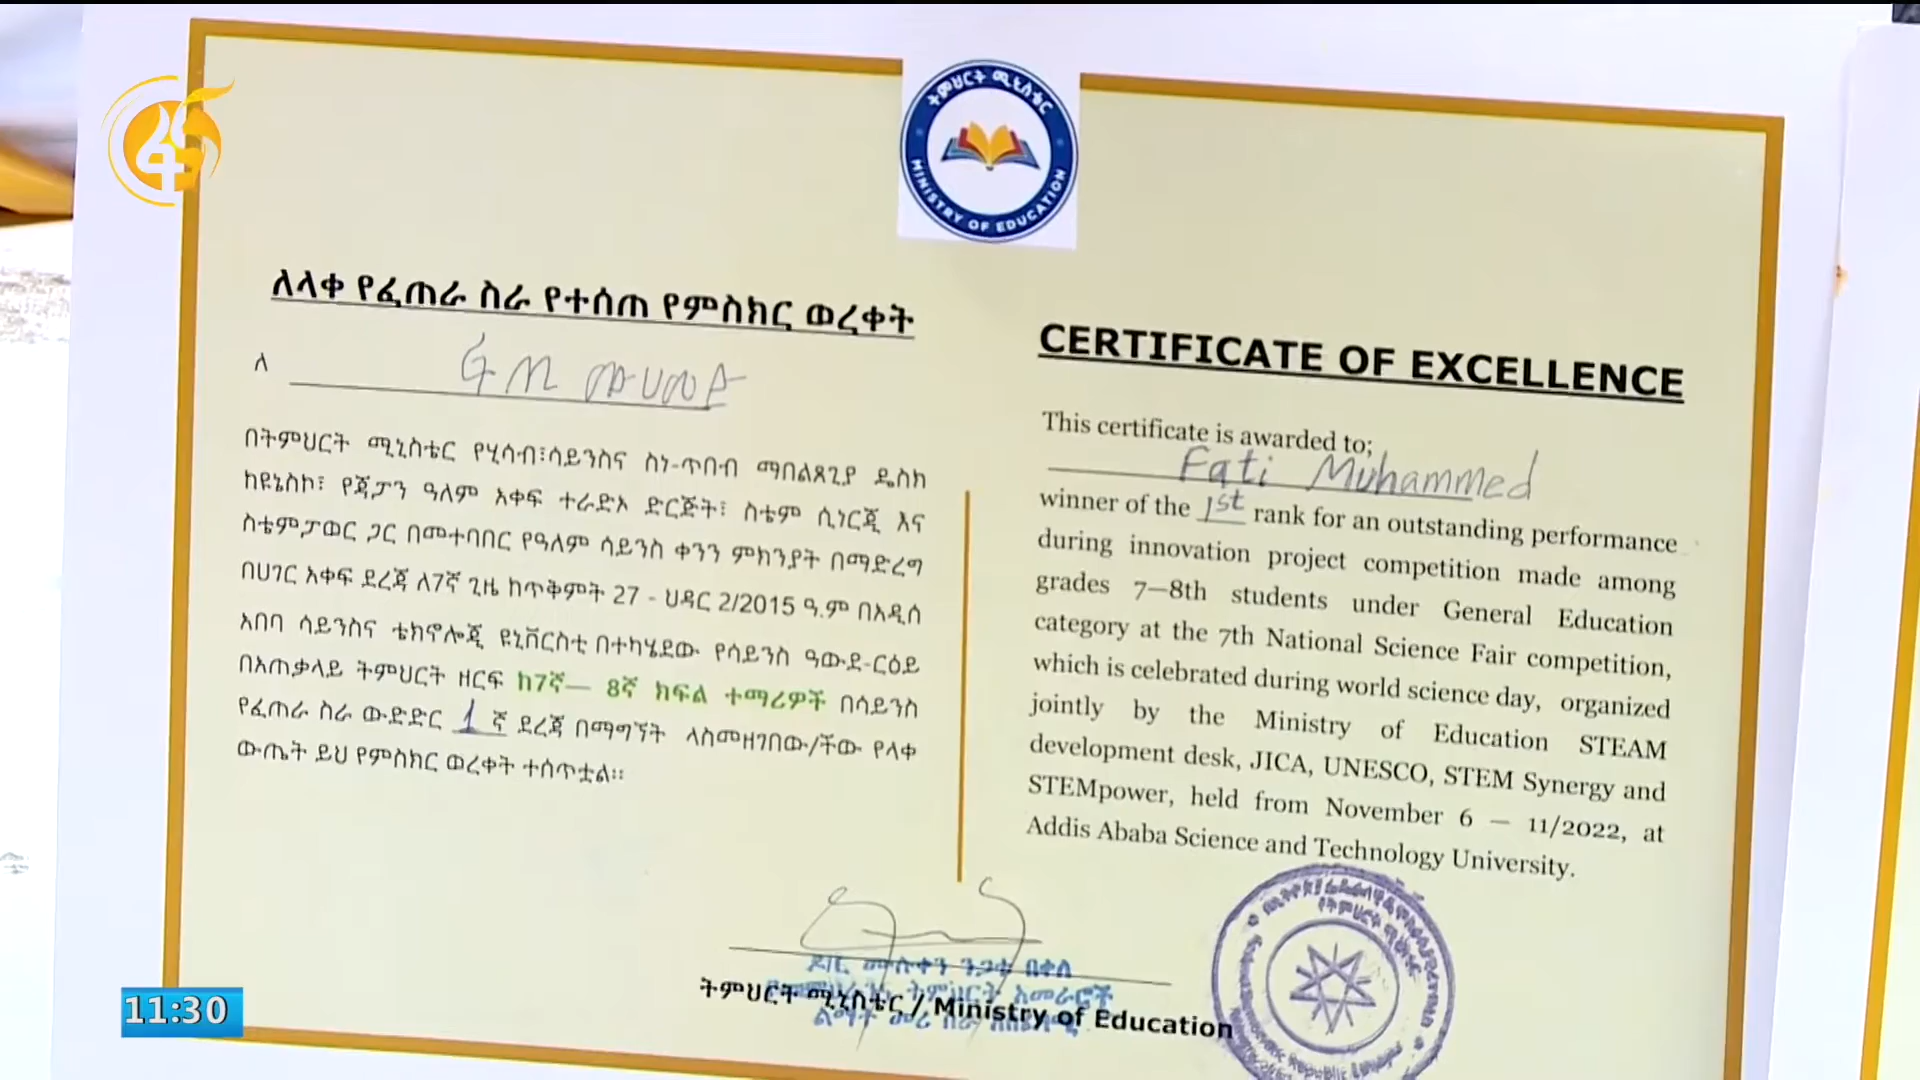 ትምህርት ሚኒስቴር
MINISTRY OF EDUCATION
ለላቀ የፈጠራ ስራ የተሰጠ የምስክር ወረቀት
ለ ፋጢ መሀመድ
በትምህርት ሚኒስቴር የሂሳብ፣ሳይንስና ስነ-ጥበብ ማበልጸጊያ ዴስክ
ከዩኔስኮ፣ የጃፓን ዓለም አቀፍ ተራድኦ ድርጅት፣ ስቴም ሲነርጂ እና
ስቴምፓወር ጋር በመተባበር የዓለም ሳይንስ ቀንን ምክንያት በማድረግ
በሀገር አቀፍ ደረጃ ለ7ኛ ጊዜ ከጥቅምት 27 - ህዳር 2/2015 ዓ.ም በአዲስ
አበባ ሳይንስና ቴክኖሎጂ ዩኒቨርስቲ በተካሄደው የሳይንስ ዓውደ-ርዕይ
በአጠቃላይ ትምህርት ዘርፍ ከ7ኛ— 8ኛ ክፍል ተማሪዎች በሳይንስ
የፈጠራ ስራ ውድድር 1 ኛ ደረጃ በማግኘት ላስመዘገበው/ችው የላቀ
ውጤት ይህ የምስክር ወረቀት ተሰጥቷል።
CERTIFICATE OF EXCELLENCE
This certificate is awarded to;
Fati Muhammed
winner of the 1st rank for an outstanding performance
during innovation project competition made among
grades 7—8th students under General Education
category at the 7th National Science Fair competition,
which is celebrated during world science day, organized
jointly by the Ministry of Education STEAM
development desk, JICA, UNESCO, STEM Synergy and
STEMpower, held from November 6 — 11/2022, at
Addis Ababa Science and Technology University.
ትምህርት ሚኒስቴር / Ministry of Education
11:30